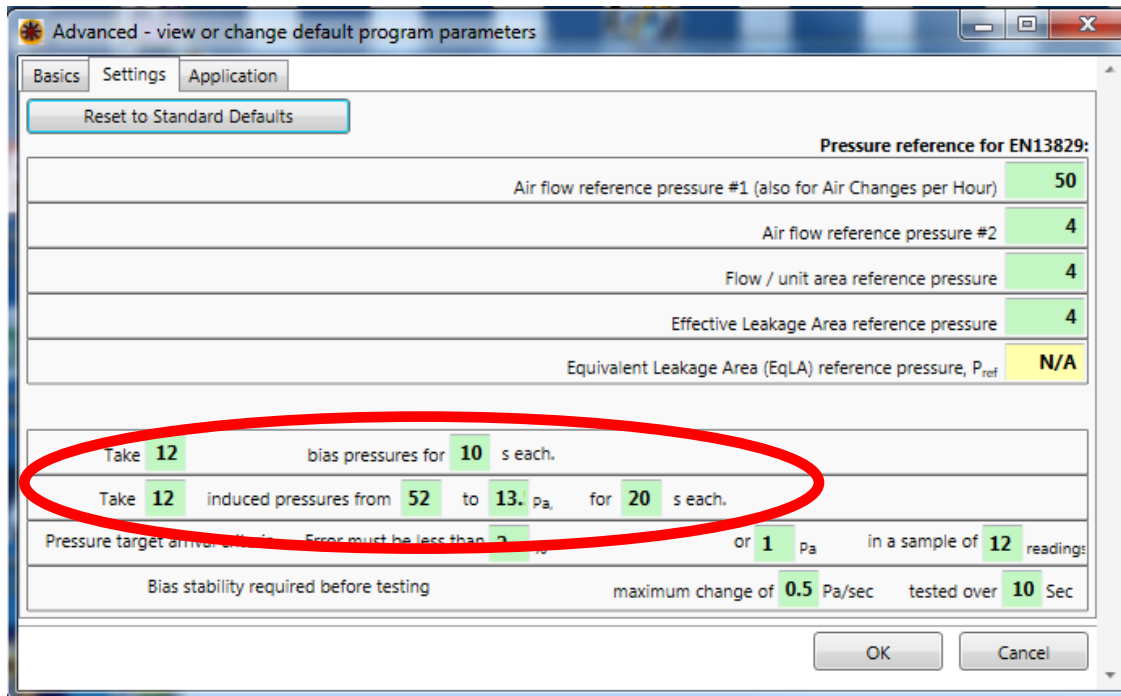 Advanced - view or change default program parameters
Basics Settings Application
Reset to Standard Defaults
Pressure reference for EN13829:
Air flow reference pressure #1 (also for Air Changes per Hour) 50
Air flow reference pressure #2 4
Flow / unit area reference pressure 4
Effective Leakage Area reference pressure 4
Equivalent Leakage Area (EqLA) reference pressure, Pref N/A
Take 12 bias pressures for 10 s each.
Take 12 induced pressures from 52 to 13. Pa, for 20 s each.
Pressure target arrival Error must be less than or 1 Pa in a sample of 12 readings
Bias stability required before testing maximum change of 0.5 Pa/sec tested over 10 Sec
OK Cancel